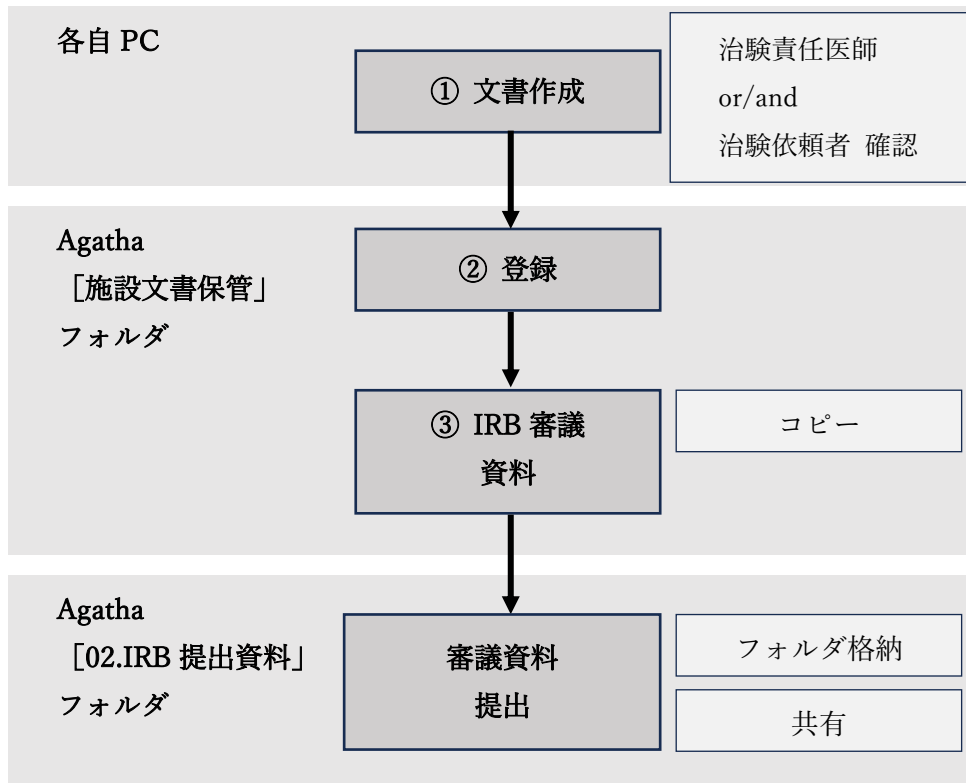 各自 PC
① 文書作成
治験責任医師
or/and
治験依頼者 確認
Agatha
［施設文書保管」
フォルダ
② 登録
③ IRB 審議
資料
コピー
Agatha
［02.IRB 提出資料」
フォルダ
審議資料
提出
フォルダ格納
共有